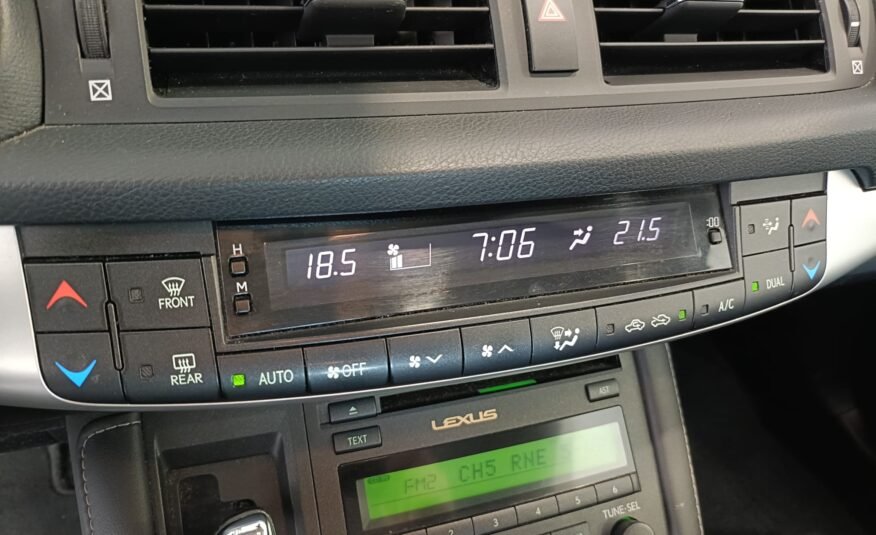 H
18.5
7:06
21.5
:00
M
FRONT
REAR
AUTO
OFF
A/C
DUAL
LEXUS
AST
TEXT
FM2 CH5 RNE
1 2 3 4 5 6
TUNE·SEL